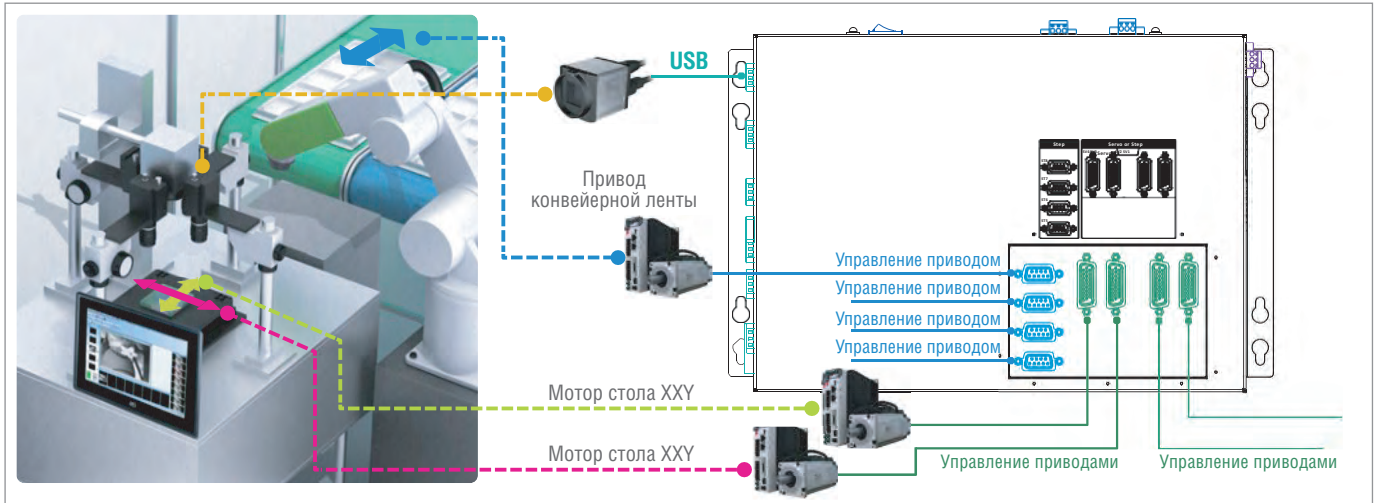 USB
Step
Servo or Step
Привод
конвейерной ленты
Управление приводом
Управление приводом
Управление приводом
Управление приводом
Мотор стола XXY
Мотор стола XXY
Управление приводами
Управление приводами